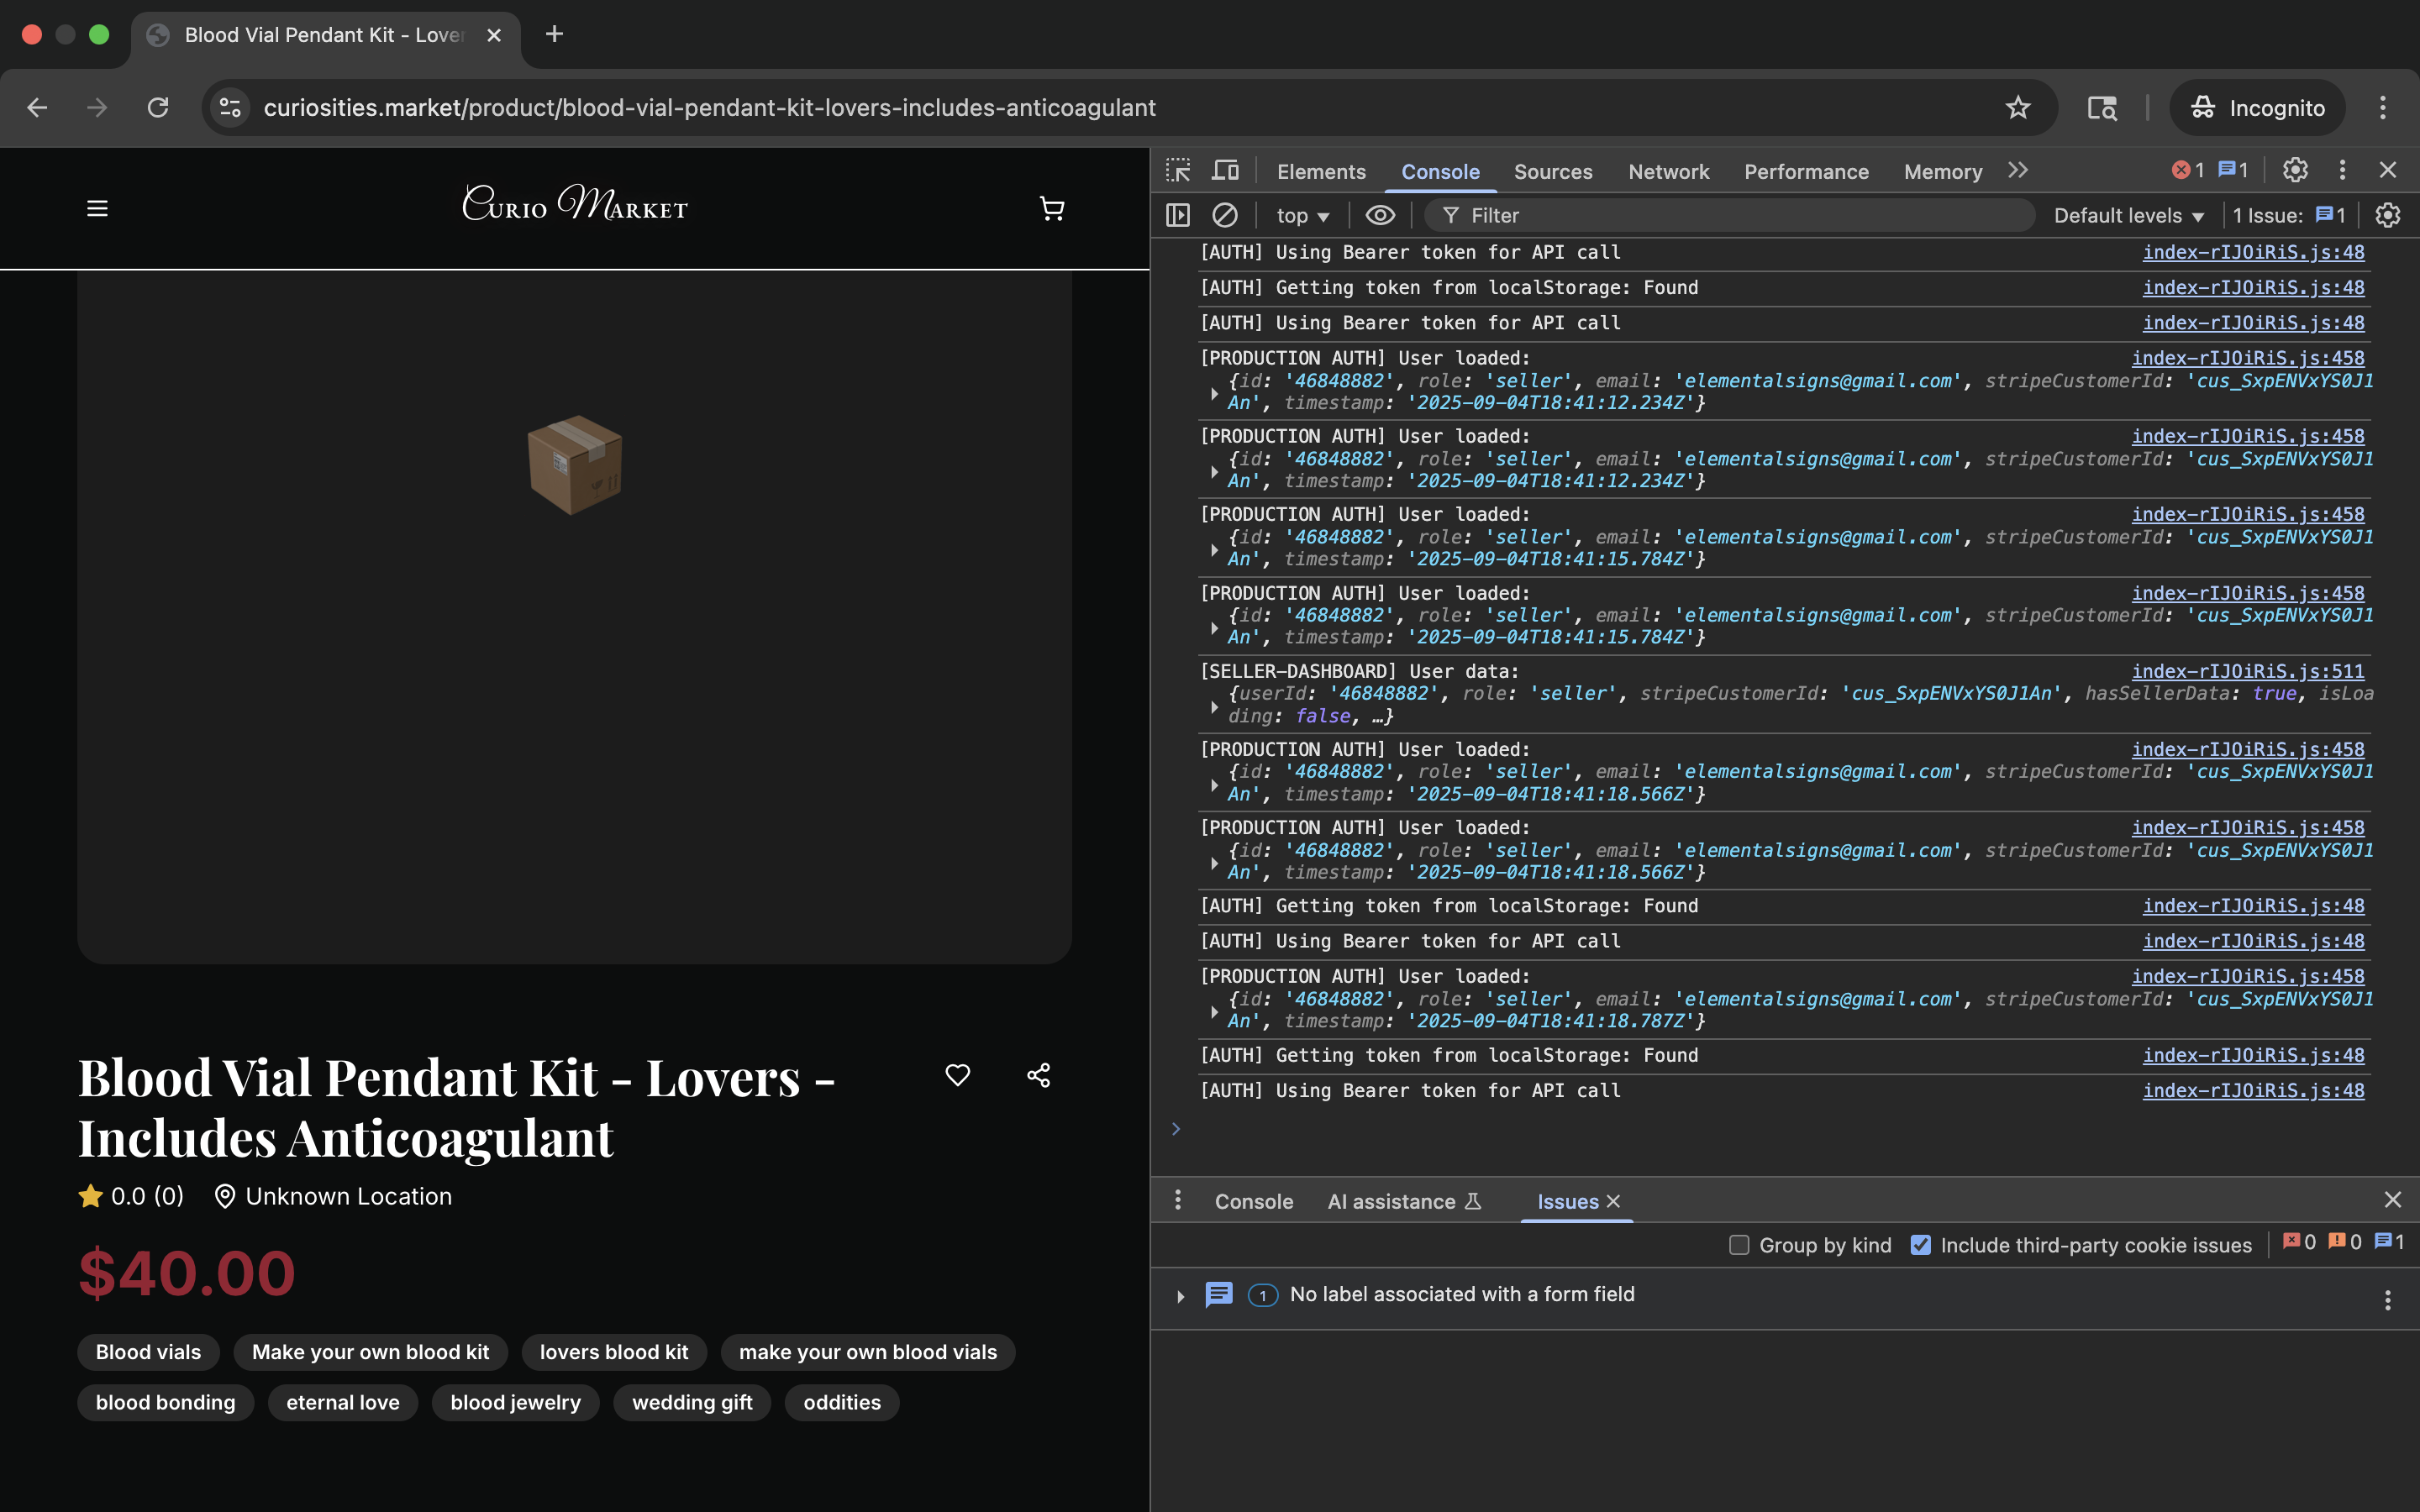 Blood Vial Pendant Kit - Lover
curiosities.market/product/blood-vial-pendant-kit-lovers-includes-anticoagulant
Incognito
Curio Market
Blood Vial Pendant Kit - Lovers -
Includes Anticoagulant
0.0 (0) Unknown Location
$40.00
Blood vials Make your own blood kit lovers blood kit make your own blood vials
blood bonding eternal love blood jewelry wedding gift oddities
Elements Console Sources Network Performance Memory 1 1
top Filter Default levels 1 Issue: 1
[AUTH] Using Bearer token for API call index-rIJOiRiS.js:48
[AUTH] Getting token from localStorage: Found index-rIJOiRiS.js:48
[AUTH] Using Bearer token for API call index-rIJOiRiS.js:48
[PRODUCTION AUTH] User loaded: index-rIJOiRiS.js:458
{id: '46848882', role: 'seller', email: 'elementalsigns@gmail.com', stripeCustomerId: 'cus_SxpENVxYS0J1
An', timestamp: '2025-09-04T18:41:12.234Z'}
[PRODUCTION AUTH] User loaded: index-rIJOiRiS.js:458
{id: '46848882', role: 'seller', email: 'elementalsigns@gmail.com', stripeCustomerId: 'cus_SxpENVxYS0J1
An', timestamp: '2025-09-04T18:41:12.234Z'}
[PRODUCTION AUTH] User loaded: index-rIJOiRiS.js:458
{id: '46848882', role: 'seller', email: 'elementalsigns@gmail.com', stripeCustomerId: 'cus_SxpENVxYS0J1
An', timestamp: '2025-09-04T18:41:15.784Z'}
[PRODUCTION AUTH] User loaded: index-rIJOiRiS.js:458
{id: '46848882', role: 'seller', email: 'elementalsigns@gmail.com', stripeCustomerId: 'cus_SxpENVxYS0J1
An', timestamp: '2025-09-04T18:41:15.784Z'}
[SELLER-DASHBOARD] User data: index-rIJOiRiS.js:511
{userId: '46848882', role: 'seller', stripeCustomerId: 'cus_SxpENVxYS0J1An', hasSellerData: true, isLoa
ding: false, …}
[PRODUCTION AUTH] User loaded: index-rIJOiRiS.js:458
{id: '46848882', role: 'seller', email: 'elementalsigns@gmail.com', stripeCustomerId: 'cus_SxpENVxYS0J1
An', timestamp: '2025-09-04T18:41:18.566Z'}
[PRODUCTION AUTH] User loaded: index-rIJOiRiS.js:458
{id: '46848882', role: 'seller', email: 'elementalsigns@gmail.com', stripeCustomerId: 'cus_SxpENVxYS0J1
An', timestamp: '2025-09-04T18:41:18.566Z'}
[AUTH] Getting token from localStorage: Found index-rIJOiRiS.js:48
[AUTH] Using Bearer token for API call index-rIJOiRiS.js:48
[PRODUCTION AUTH] User loaded: index-rIJOiRiS.js:458
{id: '46848882', role: 'seller', email: 'elementalsigns@gmail.com', stripeCustomerId: 'cus_SxpENVxYS0J1
An', timestamp: '2025-09-04T18:41:18.787Z'}
[AUTH] Getting token from localStorage: Found index-rIJOiRiS.js:48
[AUTH] Using Bearer token for API call index-rIJOiRiS.js:48
Console AI assistance Issues
Group by kind Include third-party cookie issues 0 0 1
1 No label associated with a form field